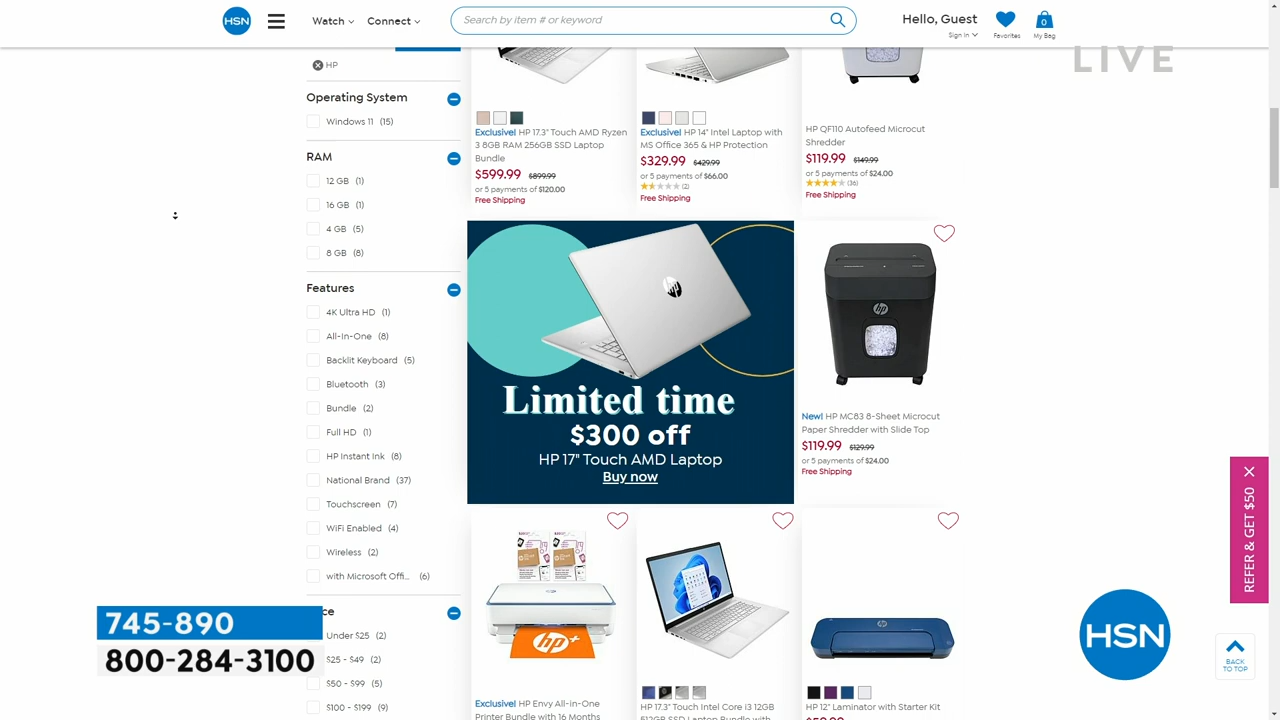 HSN
Watch
Connect
Search by item # or keyword
Hello, Guest
Sign In
Favorites
0
My Bag
LIVE
HP
Operating System
Windows 11 (15)
RAM
12 GB (1)
16 GB (1)
4 GB (5)
8 GB (8)
Features
4K Ultra HD (1)
All-In-One (8)
Backlit Keyboard (5)
Bluetooth (3)
Bundle (2)
Full HD (1)
HP Instant Ink (8)
National Brand (37)
Touchscreen (7)
WiFi Enabled (4)
Wireless (2)
with Microsoft Offi... (6)
ce
Under $25 (2)
$25 - $49 (2)
$50 - $99 (5)
$100 - $199 (9)
Exclusive! HP 17.3" Touch AMD Ryzen
3 8GB RAM 256GB SSD Laptop
Bundle
$599.99 $899.99
or 5 payments of $120.00
Free Shipping
Exclusive! HP 14" Intel Laptop with
MS Office 365 & HP Protection
$329.99 $429.99
or 5 payments of $66.00
(2)
Free Shipping
HP QF110 Autofeed Microcut
Shredder
$119.99 $149.99
or 5 payments of $24.00
(36)
Free Shipping
hp
Limited time
$300 off
HP 17" Touch AMD Laptop
Buy now
hp
New! HP MC83 8-Sheet Microcut
Paper Shredder with Slide Top
$119.99 $129.99
or 5 payments of $24.00
Free Shipping
hp+
Exclusive! HP Envy All-in-One
Printer Bundle with 16 Months
HP 17.3" Touch Intel Core i3 12GB
512GB SSD Laptop Bundle with
hp
HP 12" Laminator with Starter Kit
REFER & GET $50
BACK
TO TOP
745-890
800-284-3100
HSN